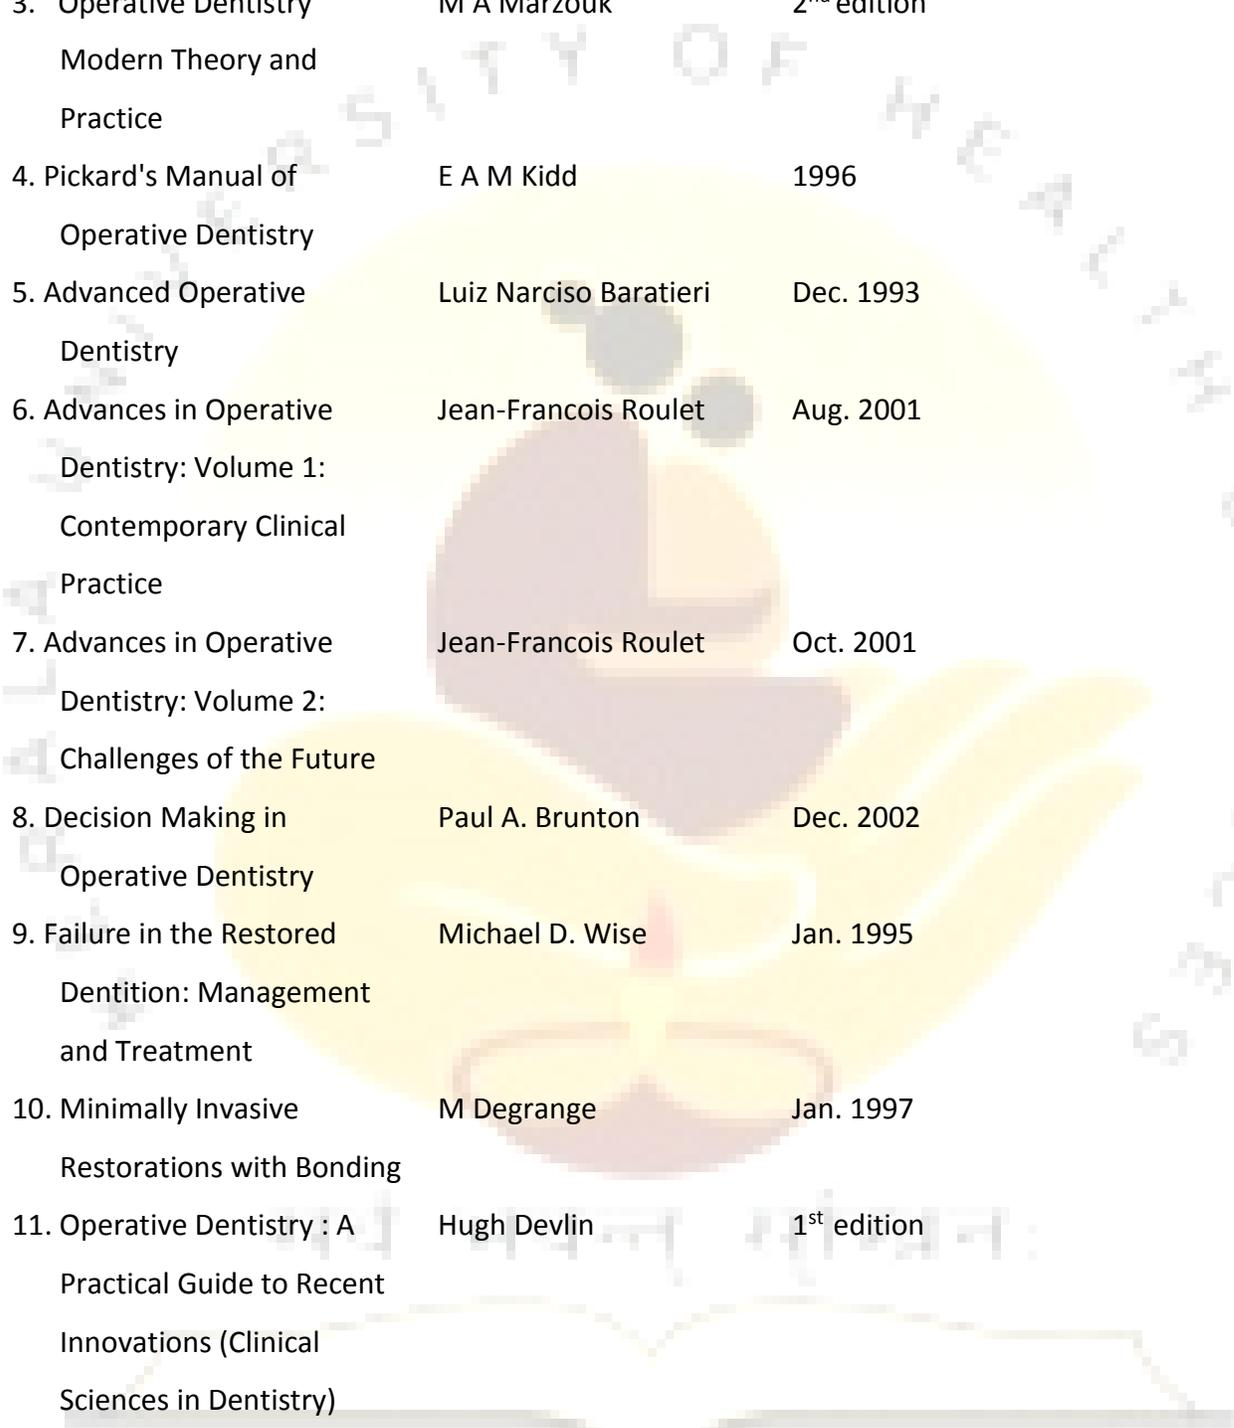 3. Operative Dentistry M A Marzouk 2nd edition
Modern Theory and
Practice
4. Pickard's Manual of E A M Kidd 1996
Operative Dentistry
5. Advanced Operative Luiz Narciso Baratieri Dec. 1993
Dentistry
6. Advances in Operative Jean-Francois Roulet Aug. 2001
Dentistry: Volume 1:
Contemporary Clinical
Practice
7. Advances in Operative Jean-Francois Roulet Oct. 2001
Dentistry: Volume 2:
Challenges of the Future
8. Decision Making in Paul A. Brunton Dec. 2002
Operative Dentistry
9. Failure in the Restored Michael D. Wise Jan. 1995
Dentition: Management
and Treatment
10. Minimally Invasive M Degrange Jan. 1997
Restorations with Bonding
11. Operative Dentistry : A Hugh Devlin 1st edition
Practical Guide to Recent
Innovations (Clinical
Sciences in Dentistry)
KERALA UNIVERSITY OF HEALTH